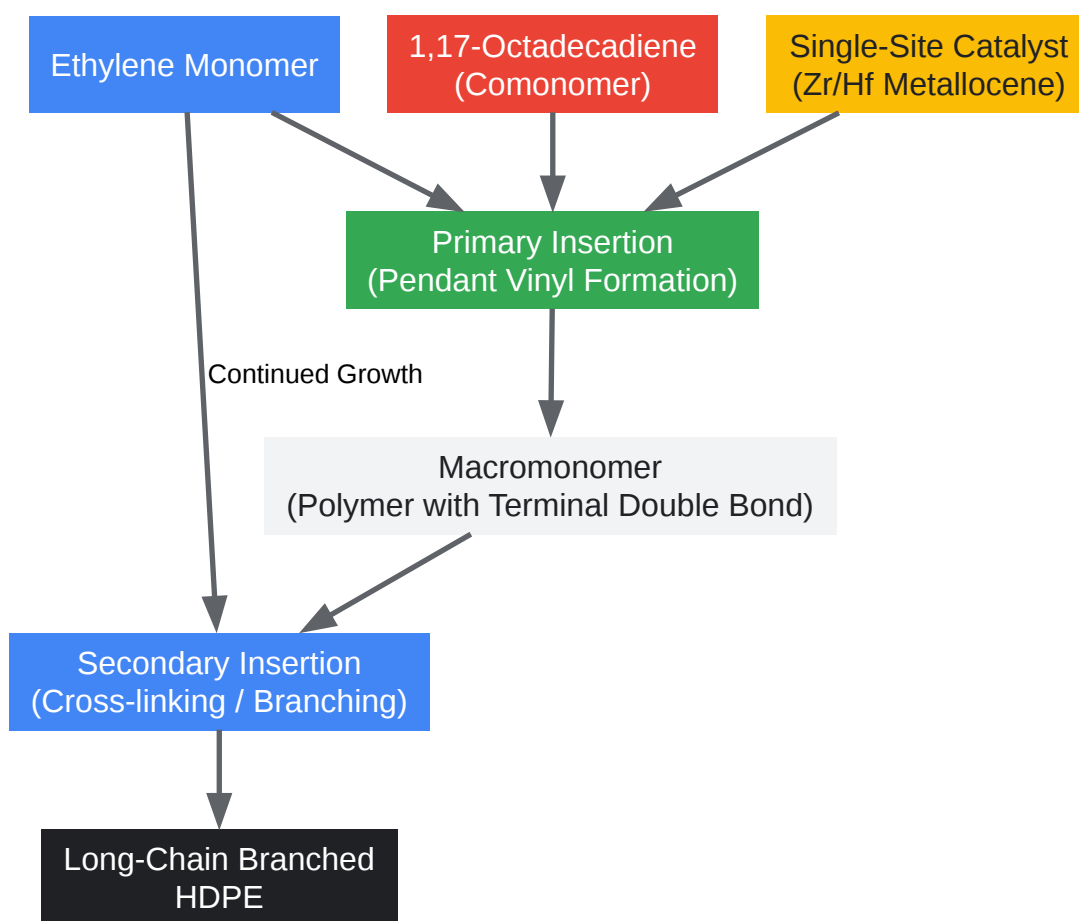 Ethylene Monomer
1,17-Octadecadiene
(Comonomer)
Single-Site Catalyst
(Zr/Hf Metallocene)
Primary Insertion
(Pendant Vinyl Formation)
Continued Growth
Macromonomer
(Polymer with Terminal Double Bond)
Secondary Insertion
(Cross-linking / Branching)
Long-Chain Branched
HDPE